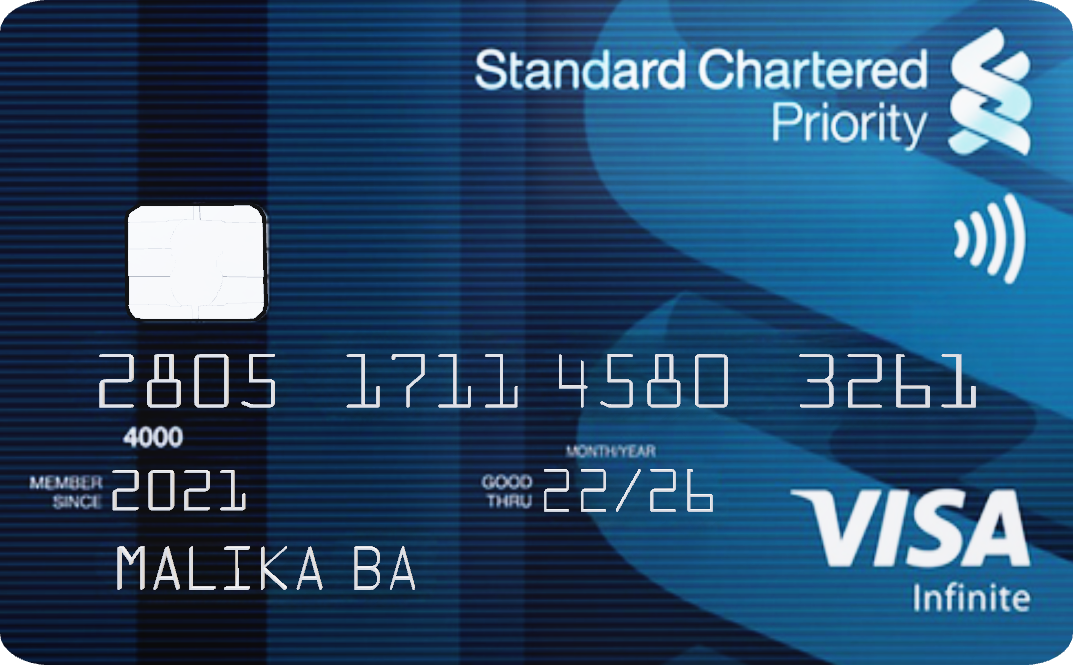 Standard Chartered
Priority
2805 1711 4580 3261
4000
MONTH/YEAR
MEMBER SINCE 2021 GOOD THRU 22/26
MALIKA BA
VISA
Infinite